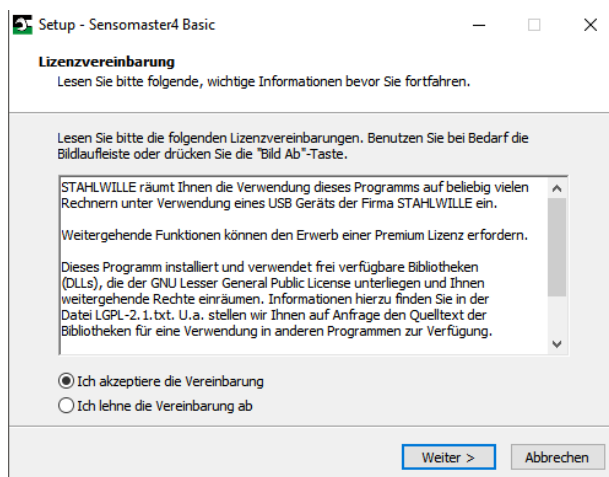 Setup - Sensomaster4 Basic
Lizenzvereinbarung
Lesen Sie bitte folgende, wichtige Informationen bevor Sie fortfahren.
Lesen Sie bitte die folgenden Lizenzvereinbarungen. Benutzen Sie bei Bedarf die
Bildlaufleiste oder drücken Sie die "Bild Ab"-Taste.
STAHLWILLE räumt Ihnen die Verwendung dieses Programms auf beliebig vielen
Rechnern unter Verwendung eines USB Geräts der Firma STAHLWILLE ein.
Weitergehende Funktionen können den Erwerb einer Premium Lizenz erfordern.
Dieses Programm installiert und verwendet frei verfügbare Bibliotheken
(DLLs), die der GNU Lesser General Public License unterliegen und Ihnen
weitergehende Rechte einräumen. Informationen hierzu finden Sie in der
Datei LGPL-2.1.txt. U.a. stellen wir Ihnen auf Anfrage den Quelltext der
Bibliotheken für eine Verwendung in anderen Programmen zur Verfügung.
Ich akzeptiere die Vereinbarung
Ich lehne die Vereinbarung ab
Weiter >
Abbrechen